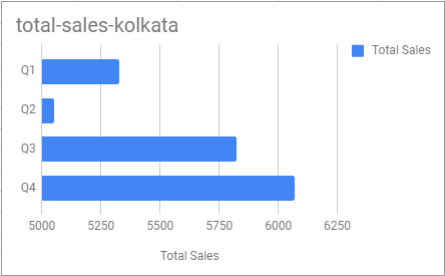 total-sales-kolkata
Total Sales
Q1
Q2
Q3
Q4
5000 5250 5500 5750 6000 6250
Total Sales